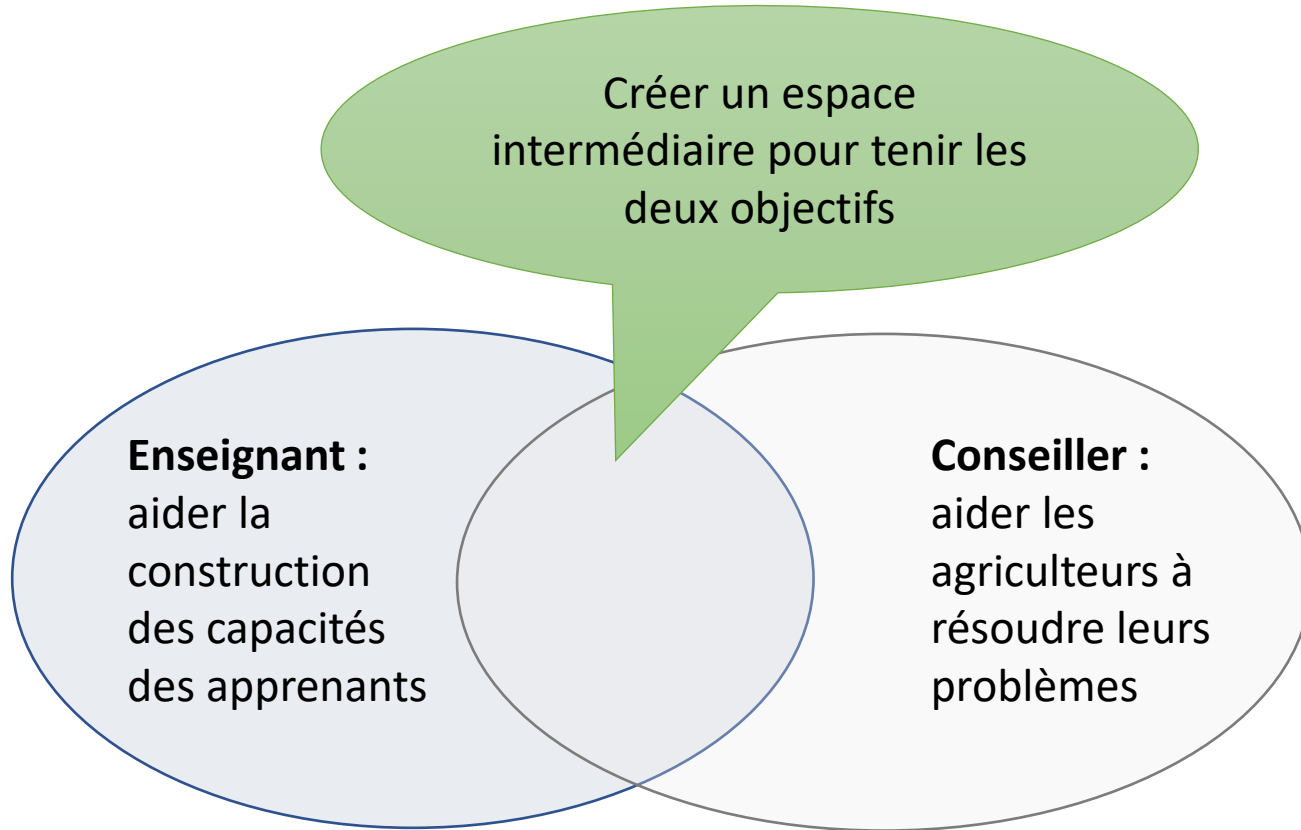 Créer un espace
intermédiaire pour tenir les
deux objectifs
Enseignant :
aider la
construction
des capacités
des apprenants
Conseiller :
aider les
agriculteurs à
résoudre leurs
problèmes